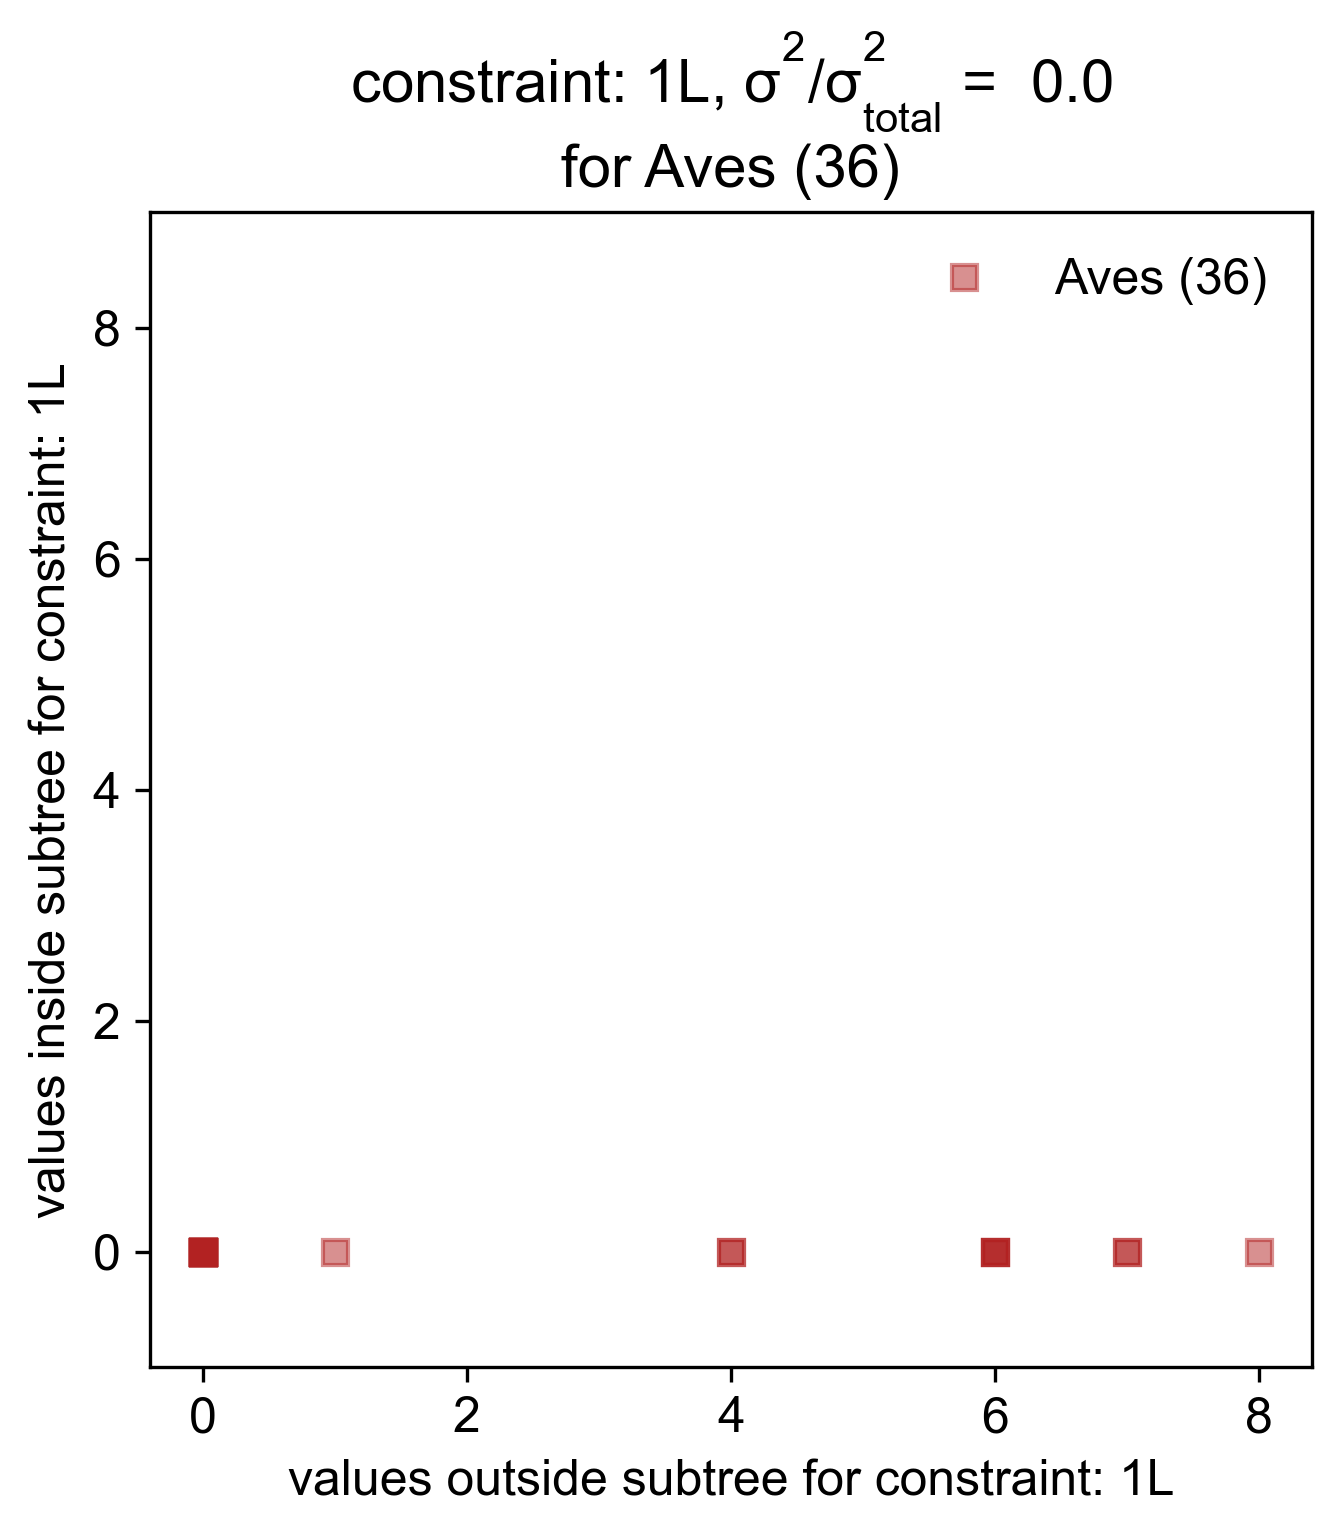 constraint: 1L, σ²/σ²total = 0.0
for Aves (36)
Aves (36)
values inside subtree for constraint: 1L
8
6
4
2
0
0 2 4 6 8
values outside subtree for constraint: 1L